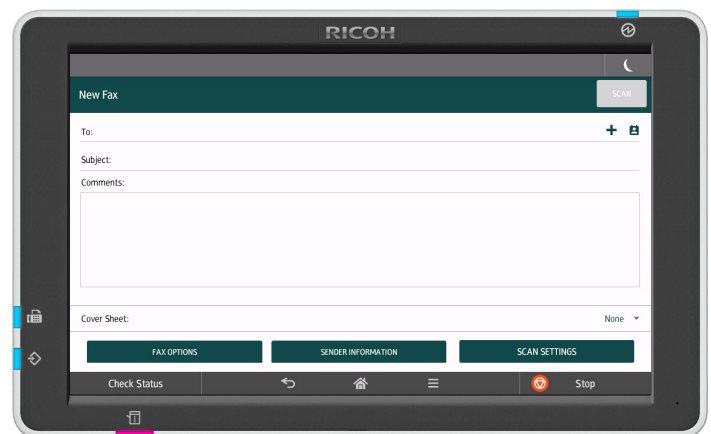 RICOH
New Fax
SCAN
To:
Subject:
Comments:
Cover Sheet:
None
FAX OPTIONS
SENDER INFORMATION
SCAN SETTINGS
Check Status
Stop